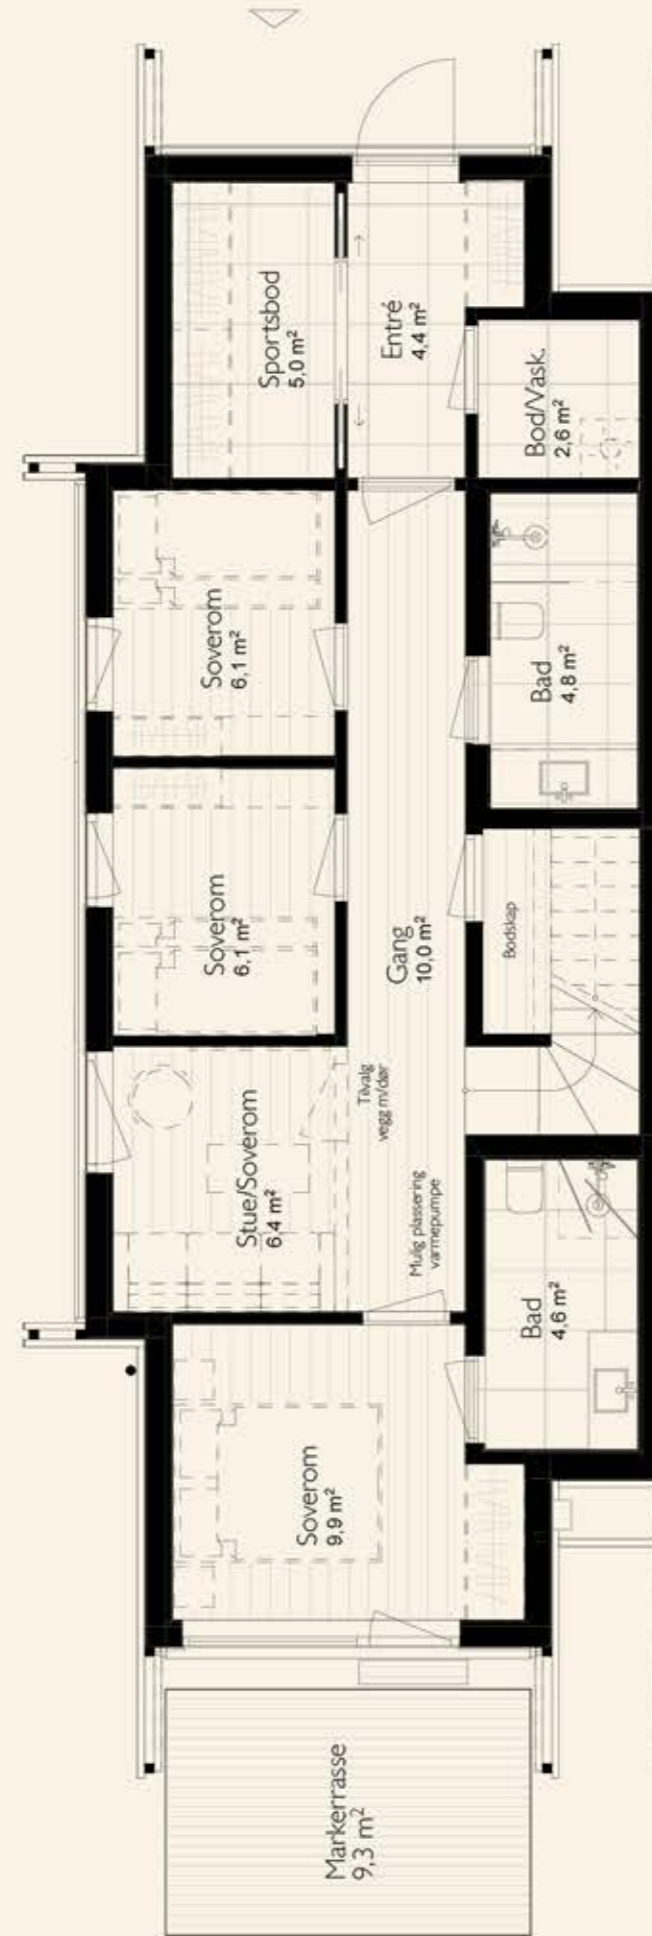 Sportsbod
5,0 m²
Entré
4,4 m²
Bod/Vask.
2,6 m²
Soverom
6,1 m²
Bad
4,8 m²
Soverom
6,1 m²
Gang
10,0 m²
Bodskap
Stue/Soverom
6,4 m²
Tilvalg
vegg m/dør
Mulig plassering
varmepumpe
Bad
4,6 m²
Soverom
9,9 m²
Markerrasse
9,3 m²